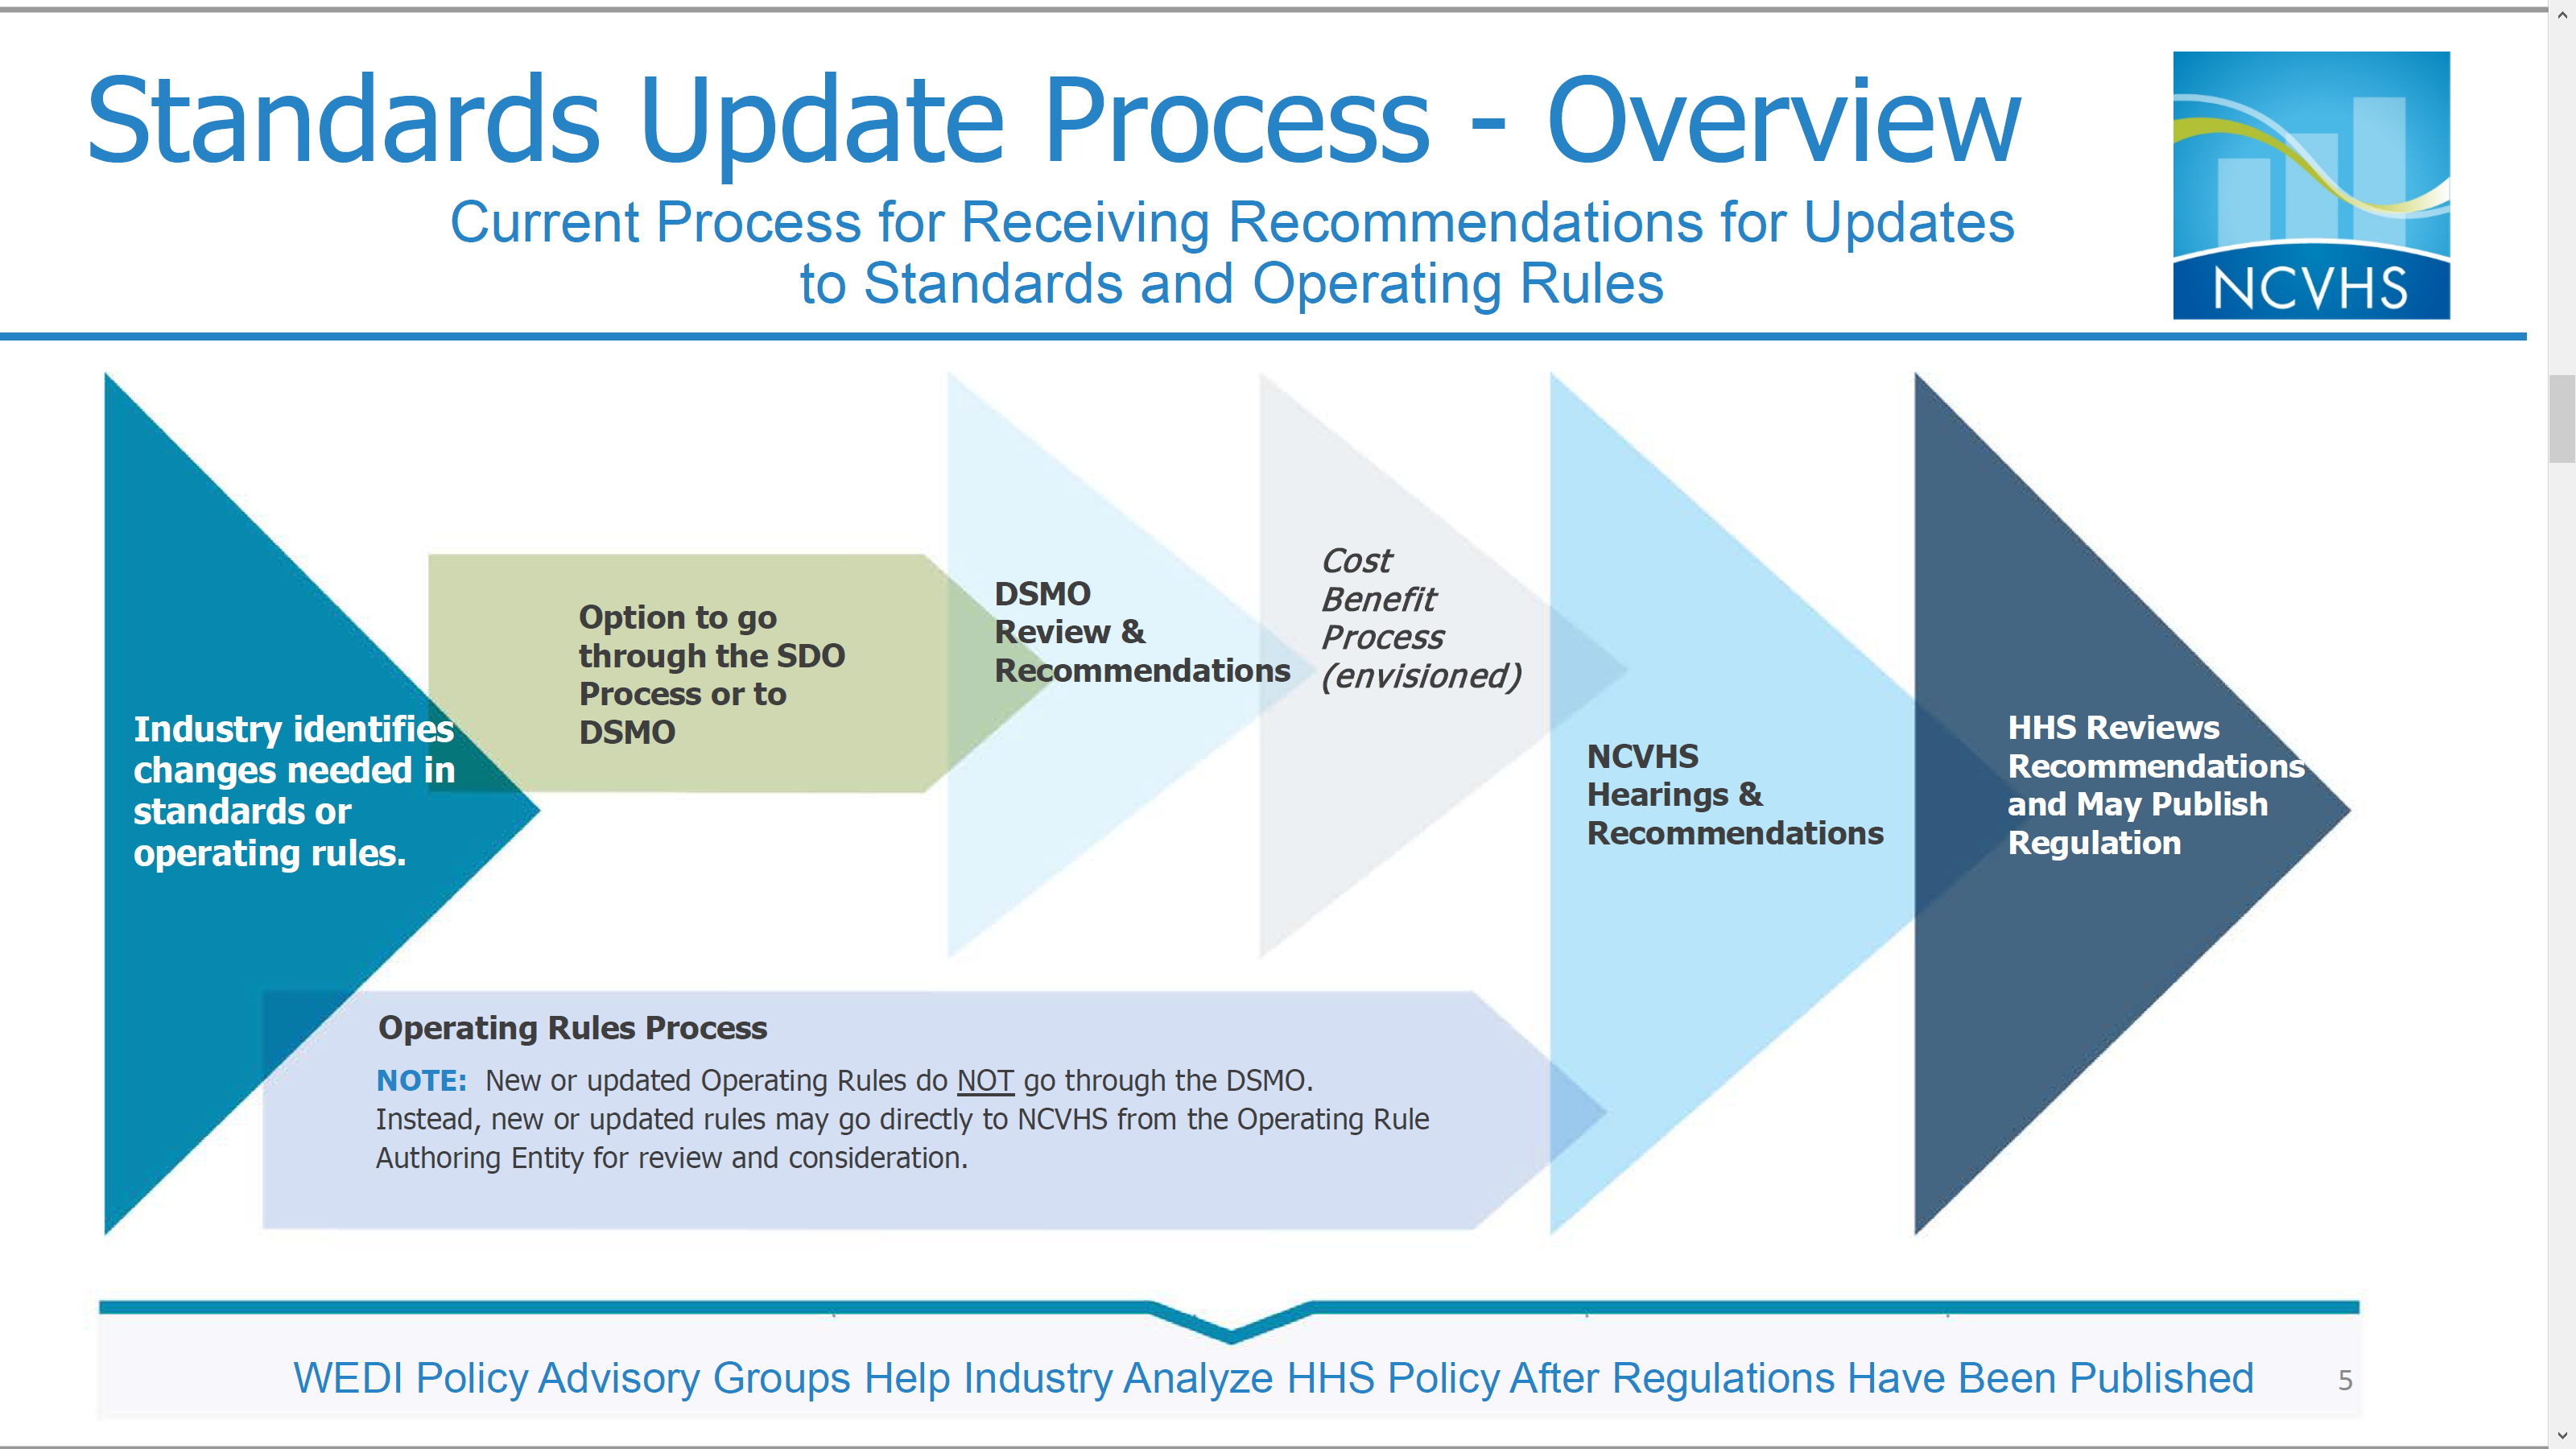 Standards Update Process - Overview
Current Process for Receiving Recommendations for Updates
to Standards and Operating Rules
NCVHS
Industry identifies
changes needed in
standards or
operating rules.
Option to go
through the SDO
Process or to
DSMO
DSMO
Review &
Recommendations
Cost
Benefit
Process
(envisioned)
NCVHS
Hearings &
Recommendations
HHS Reviews
Recommendations
and May Publish
Regulation
Operating Rules Process
NOTE: New or updated Operating Rules do NOT go through the DSMO.
Instead, new or updated rules may go directly to NCVHS from the Operating Rule
Authoring Entity for review and consideration.
WEDI Policy Advisory Groups Help Industry Analyze HHS Policy After Regulations Have Been Published
5